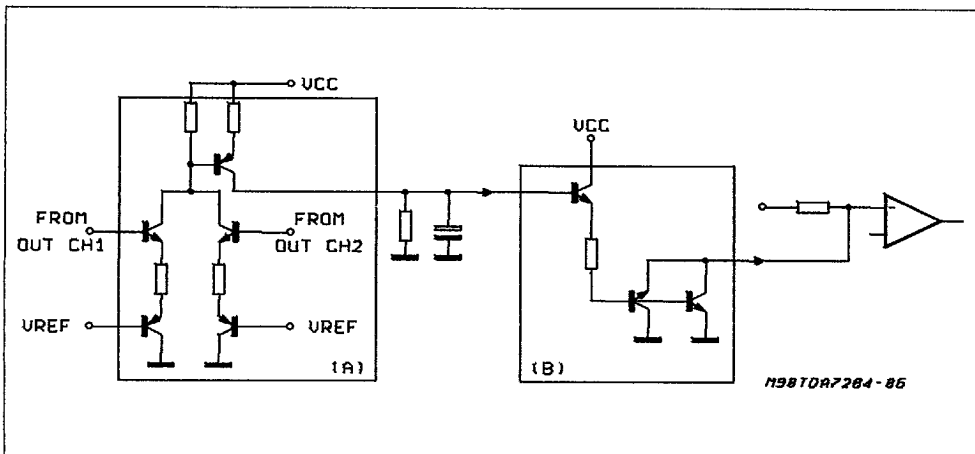 VCC
VCC
FROM
OUT CH1
FROM
OUT CH2
VREF
VREF
(A)
(B)
M98TDA7284-86